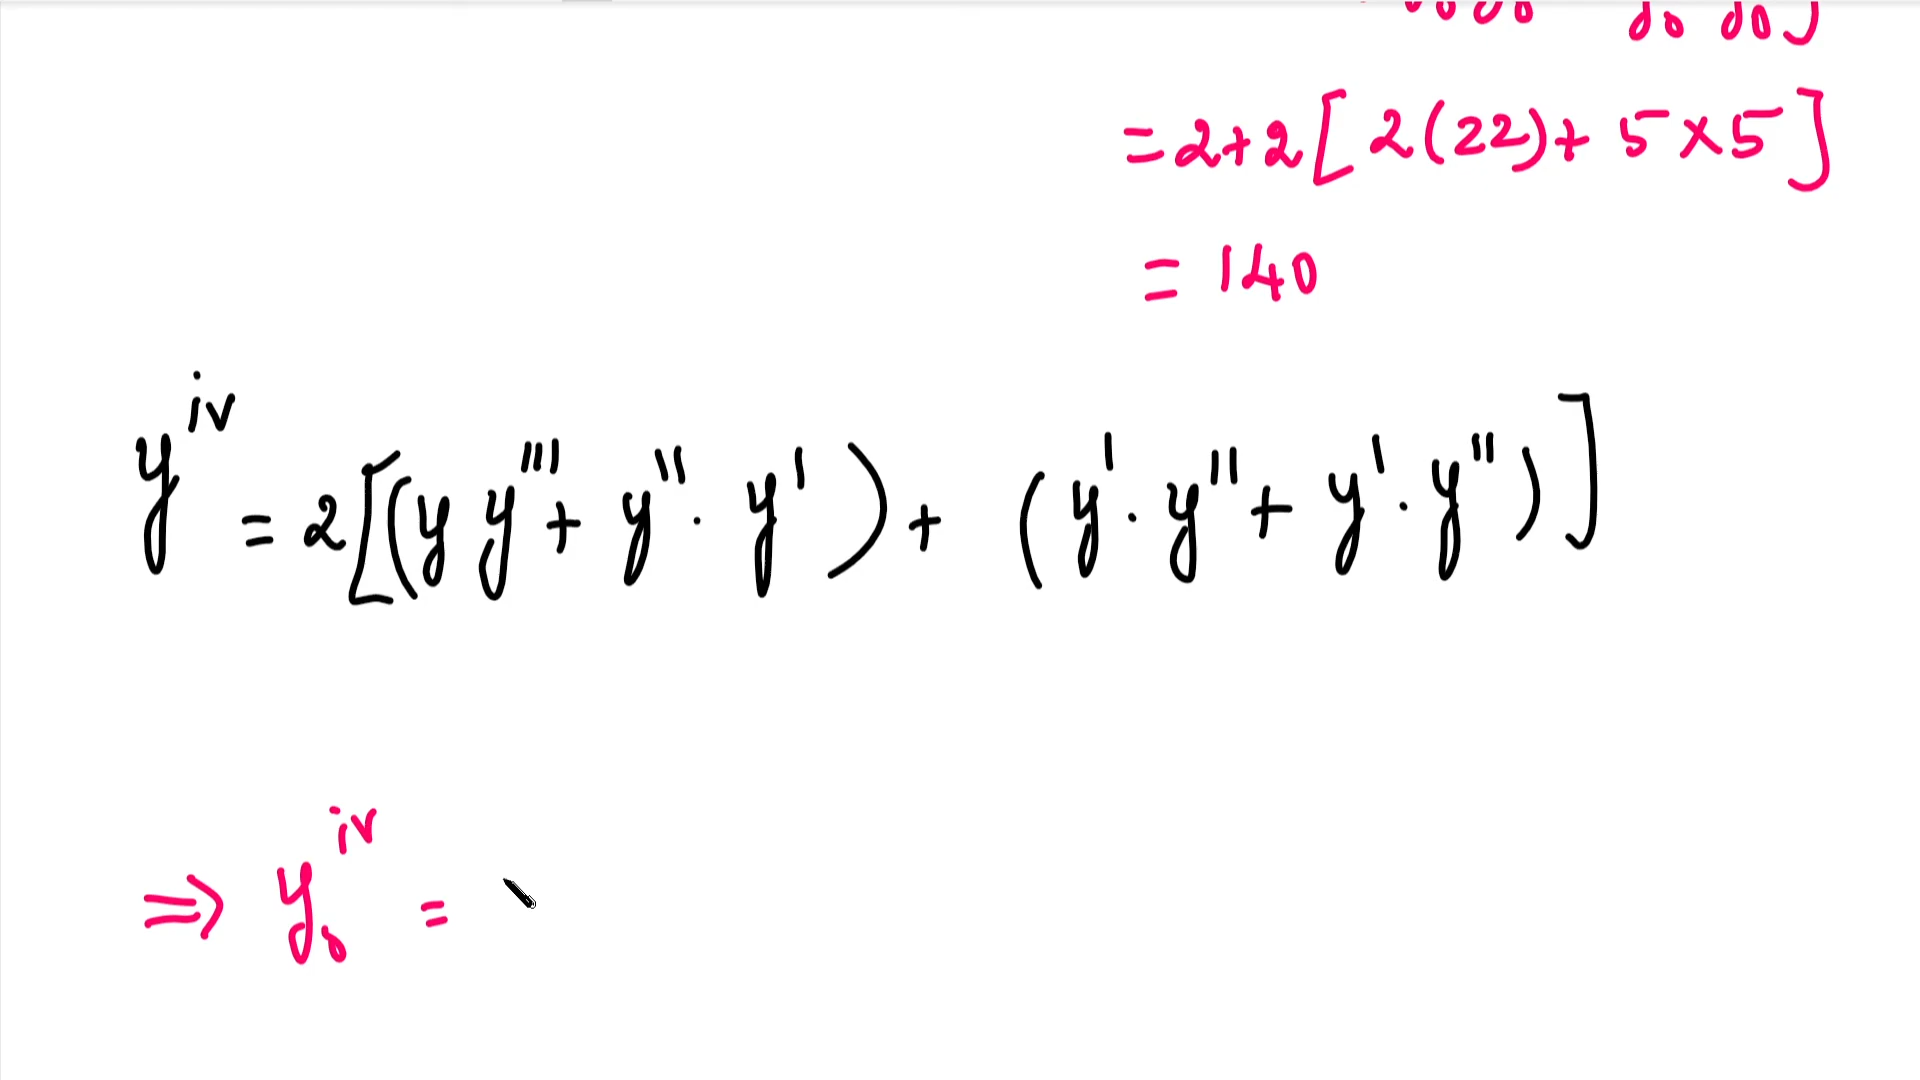 = 2 + 2 [ 2(22) + 5 × 5 ]
= 140
y^iv = 2[(y y''' + y'' · y') + (y' · y'' + y' · y'')]
⇒ y₀^iv =